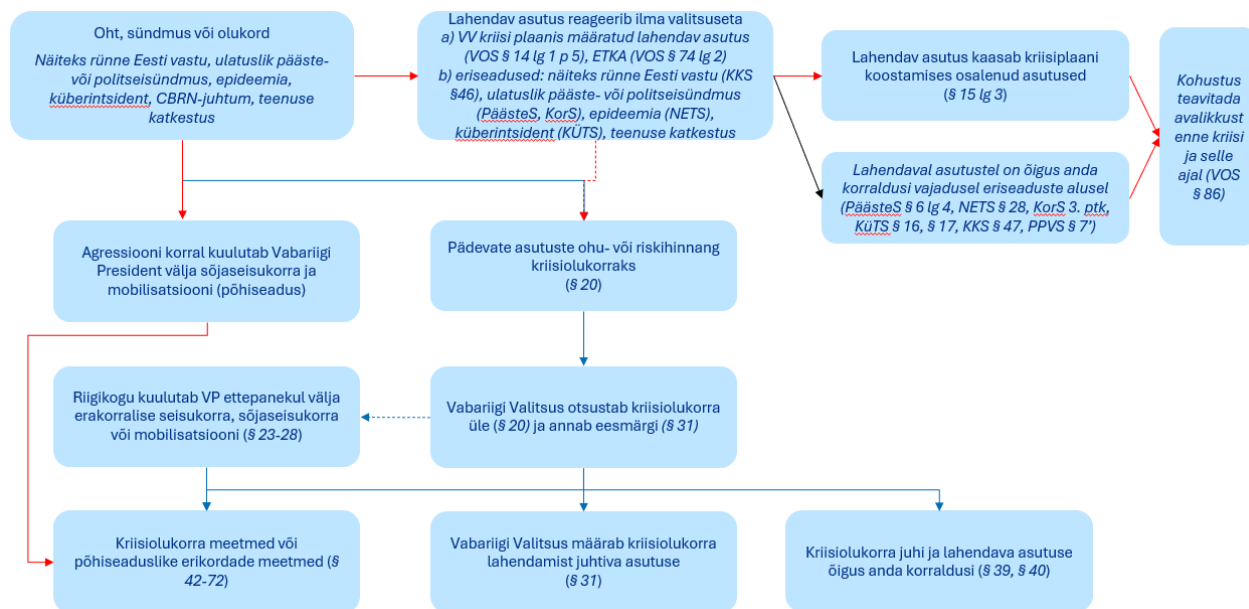 Oht, sündmus või olukord
Näiteks rünne Eesti vastu, ulatuslik pääste-
või politseisündmus, epideemia,
küberintsident, CBRN-juhtum, teenuse
katkestus
Lahendav asutus reageerib ilma valitsuseta
a) VV kriisi plaanis määratud lahendav asutus
(VOS § 14 lg 1 p 5), ETKA (VOS § 74 lg 2)
b) eriseadused: näiteks rünne Eesti vastu (KKS
§46), ulatuslik pääste- või politseisündmus
(PäästeS, KorS), epideemia (NETS),
küberintsident (KÜTS), teenuse katkestus
Lahendav asutus kaasab kriisiplaani
koostamises osalenud asutused
(§ 15 lg 3)
Lahendaval asutustel on õigus anda
korraldusi vajadusel eriseaduste alusel
(PäästeS § 6 lg 4, NETS § 28, KorS 3. ptk,
KüTS § 16, § 17, KKS § 47, PPVS § 7’)
Kohustus
teavitada
avalikkust
enne kriisi
ja selle
ajal (VOS
§ 86)
Agressiooni korral kuulutab Vabariigi
President välja sõjaseisukorra ja
mobilisatsiooni (põhiseadus)
Pädevate asutuste ohu- või riskihinnang
kriisiolukorraks
(§ 20)
Riigikogu kuulutab VP ettepanekul välja
erakorralise seisukorra, sõjaseisukorra
või mobilisatsiooni (§ 23-28)
Vabariigi Valitsus otsustab kriisiolukorra
üle (§ 20) ja annab eesmärgi (§ 31)
Kriisiolukorra meetmed või
põhiseaduslike erikordade meetmed (§
42-72)
Vabariigi Valitsus määrab kriisiolukorra
lahendamist juhtiva asutuse
(§ 31)
Kriisiolukorra juhi ja lahendava asutuse
õigus anda korraldusi (§ 39, § 40)